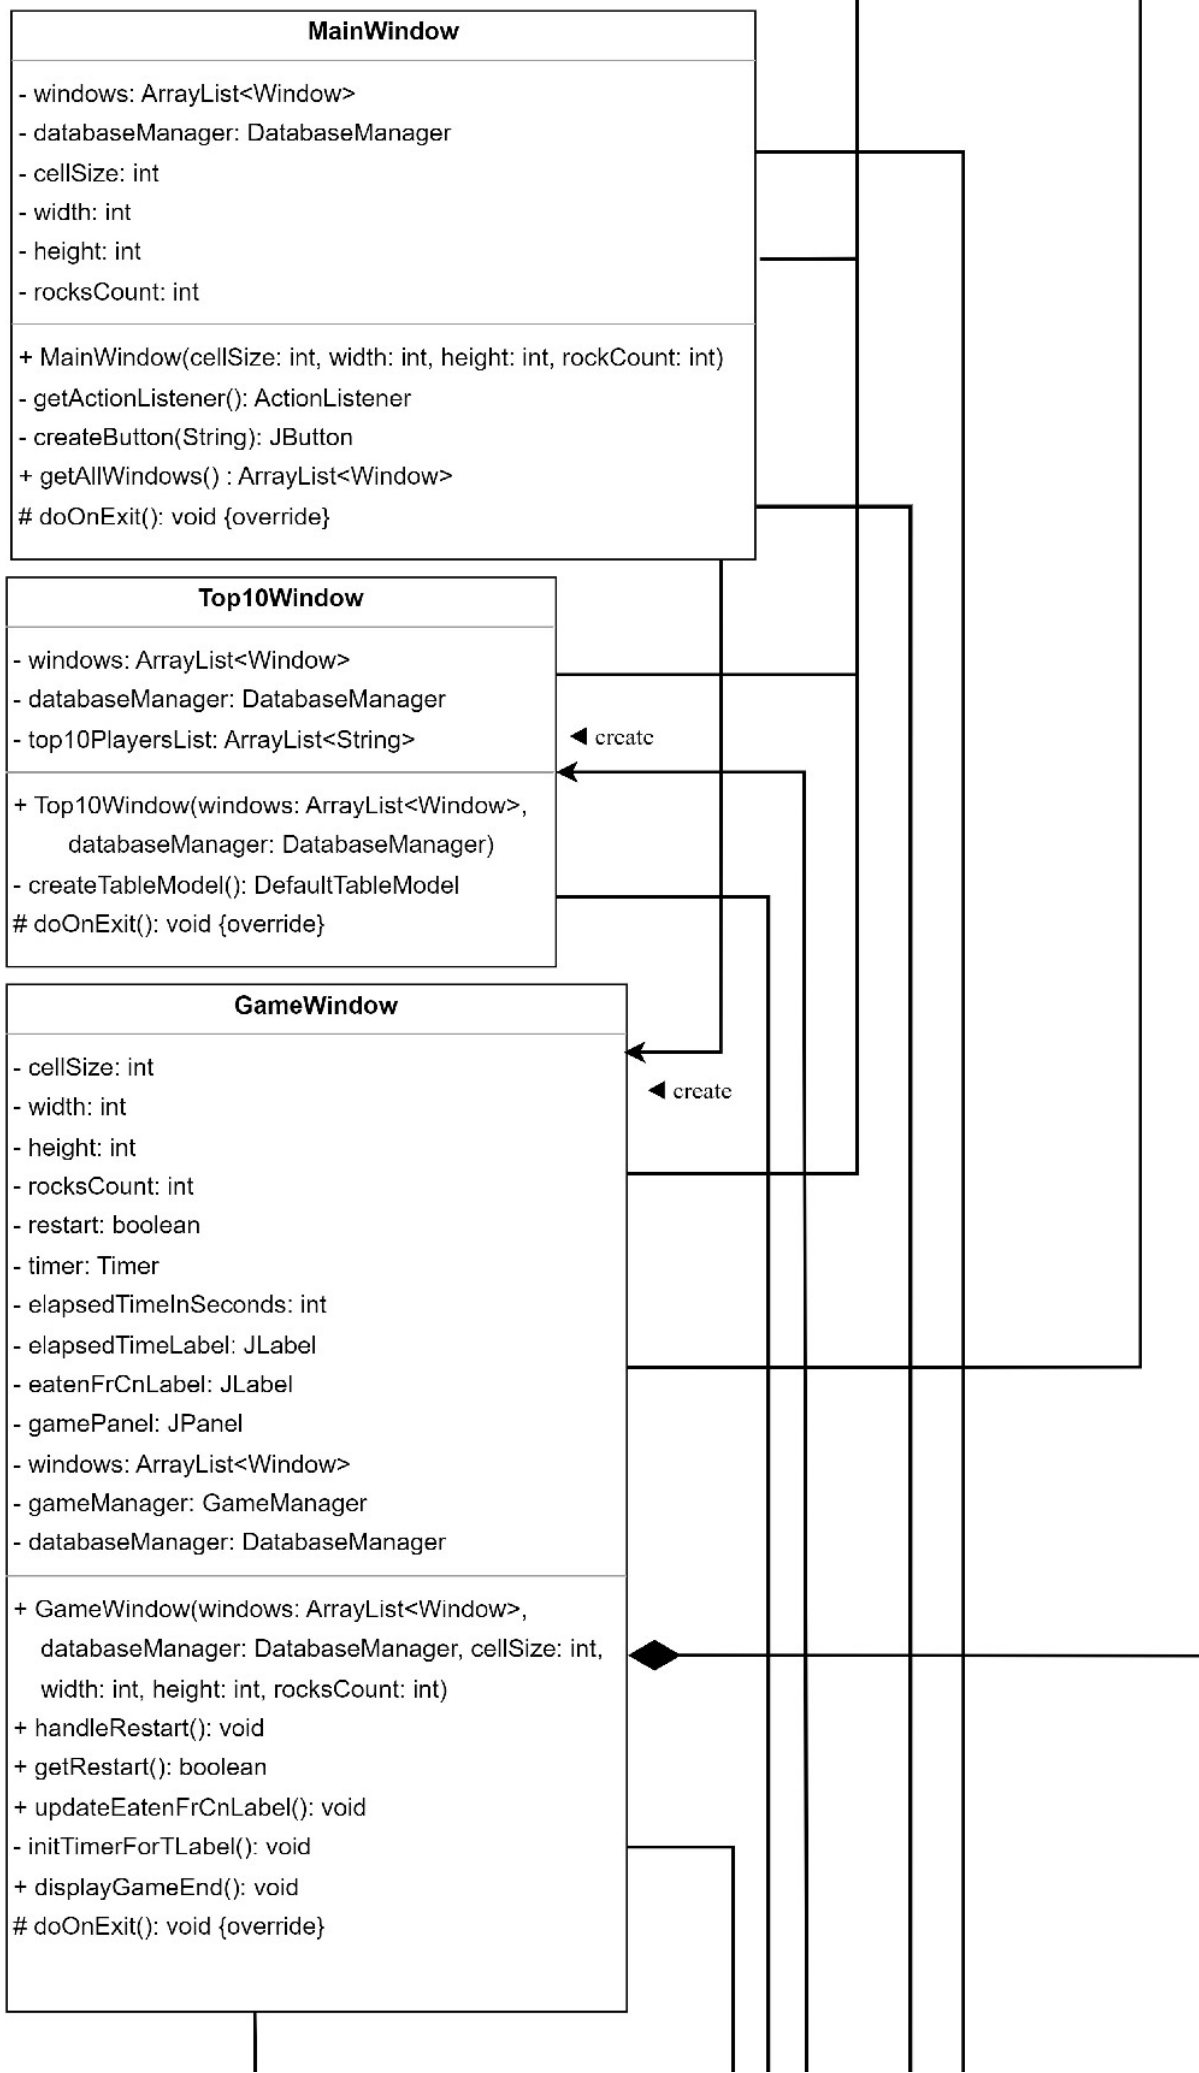 MainWindow
- windows: ArrayList<Window>
- databaseManager: DatabaseManager
- cellSize: int
- width: int
- height: int
- rocksCount: int
+ MainWindow(cellSize: int, width: int, height: int, rockCount: int)
- getActionListener(): ActionListener
- createButton(String): JButton
+ getAllWindows() : ArrayList<Window>
# doOnExit(): void {override}
Top10Window
- windows: ArrayList<Window>
- databaseManager: DatabaseManager
- top10PlayersList: ArrayList<String>
◀ create
+ Top10Window(windows: ArrayList<Window>,
databaseManager: DatabaseManager)
- createTableModel(): DefaultTableModel
# doOnExit(): void {override}
GameWindow
- cellSize: int
◀ create
- width: int
- height: int
- rocksCount: int
- restart: boolean
- timer: Timer
- elapsedTimeInSeconds: int
- elapsedTimeLabel: JLabel
- eatenFrCnLabel: JLabel
- gamePanel: JPanel
- windows: ArrayList<Window>
- gameManager: GameManager
- databaseManager: DatabaseManager
+ GameWindow(windows: ArrayList<Window>,
databaseManager: DatabaseManager, cellSize: int,
width: int, height: int, rocksCount: int)
+ handleRestart(): void
+ getRestart(): boolean
+ updateEatenFrCnLabel(): void
- initTimerForTLabel(): void
+ displayGameEnd(): void
# doOnExit(): void {override}